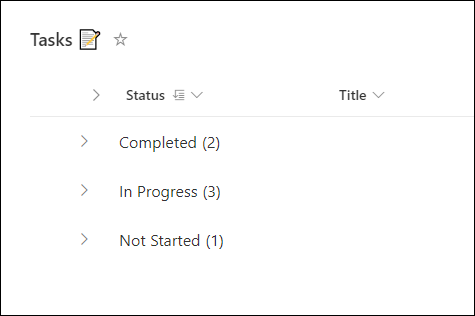 Tasks 📝
Status Title
Completed (2)
In Progress (3)
Not Started (1)